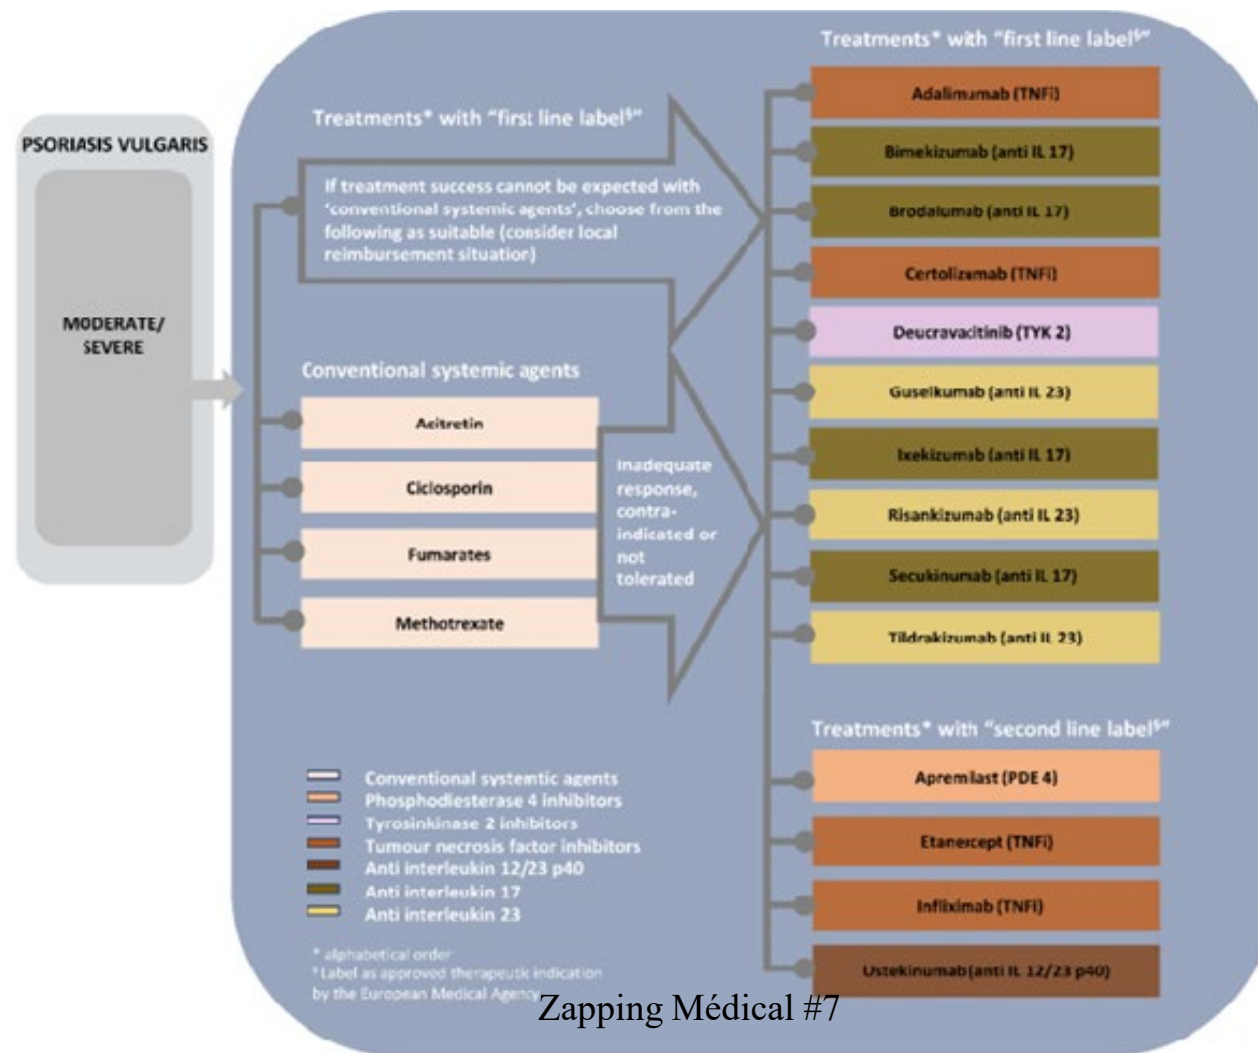 PSORIASIS VULGARIS
MODERATE/
SEVERE
Treatments* with "first line label§"
If treatment success cannot be expected with
'conventional systemic agents', choose from the
following as suitable (consider local
reimbursement situation)
Conventional systemic agents
Acitretin
Ciclosporin
Fumarates
Methotrexate
Inadequate
response,
contra-
indicated or
not
tolerated
Treatments* with "first line label§"
Adalimumab (TNFi)
Bimekizumab (anti IL 17)
Brodalumab (anti IL 17)
Certolizumab (TNFi)
Deucravacitinib (TYK 2)
Guselkumab (anti IL 23)
Ixekizumab (anti IL 17)
Risankizumab (anti IL 23)
Secukinumab (anti IL 17)
Tildrakizumab (anti IL 23)
Treatments* with "second line label§"
Apremilast (PDE 4)
Etanercept (TNFi)
Infliximab (TNFi)
Ustekinumab(anti IL 12/23 p40)
Conventional systemtic agents
Phosphodiesterase 4 inhibitors
Tyrosinkinase 2 inhibitors
Tumour necrosis factor inhibitors
Anti interleukin 12/23 p40
Anti interleukin 17
Anti interleukin 23
* alphabetical order
§ Label as approved therapeutic indication
by the European Medical Agency
Zapping Médical #7